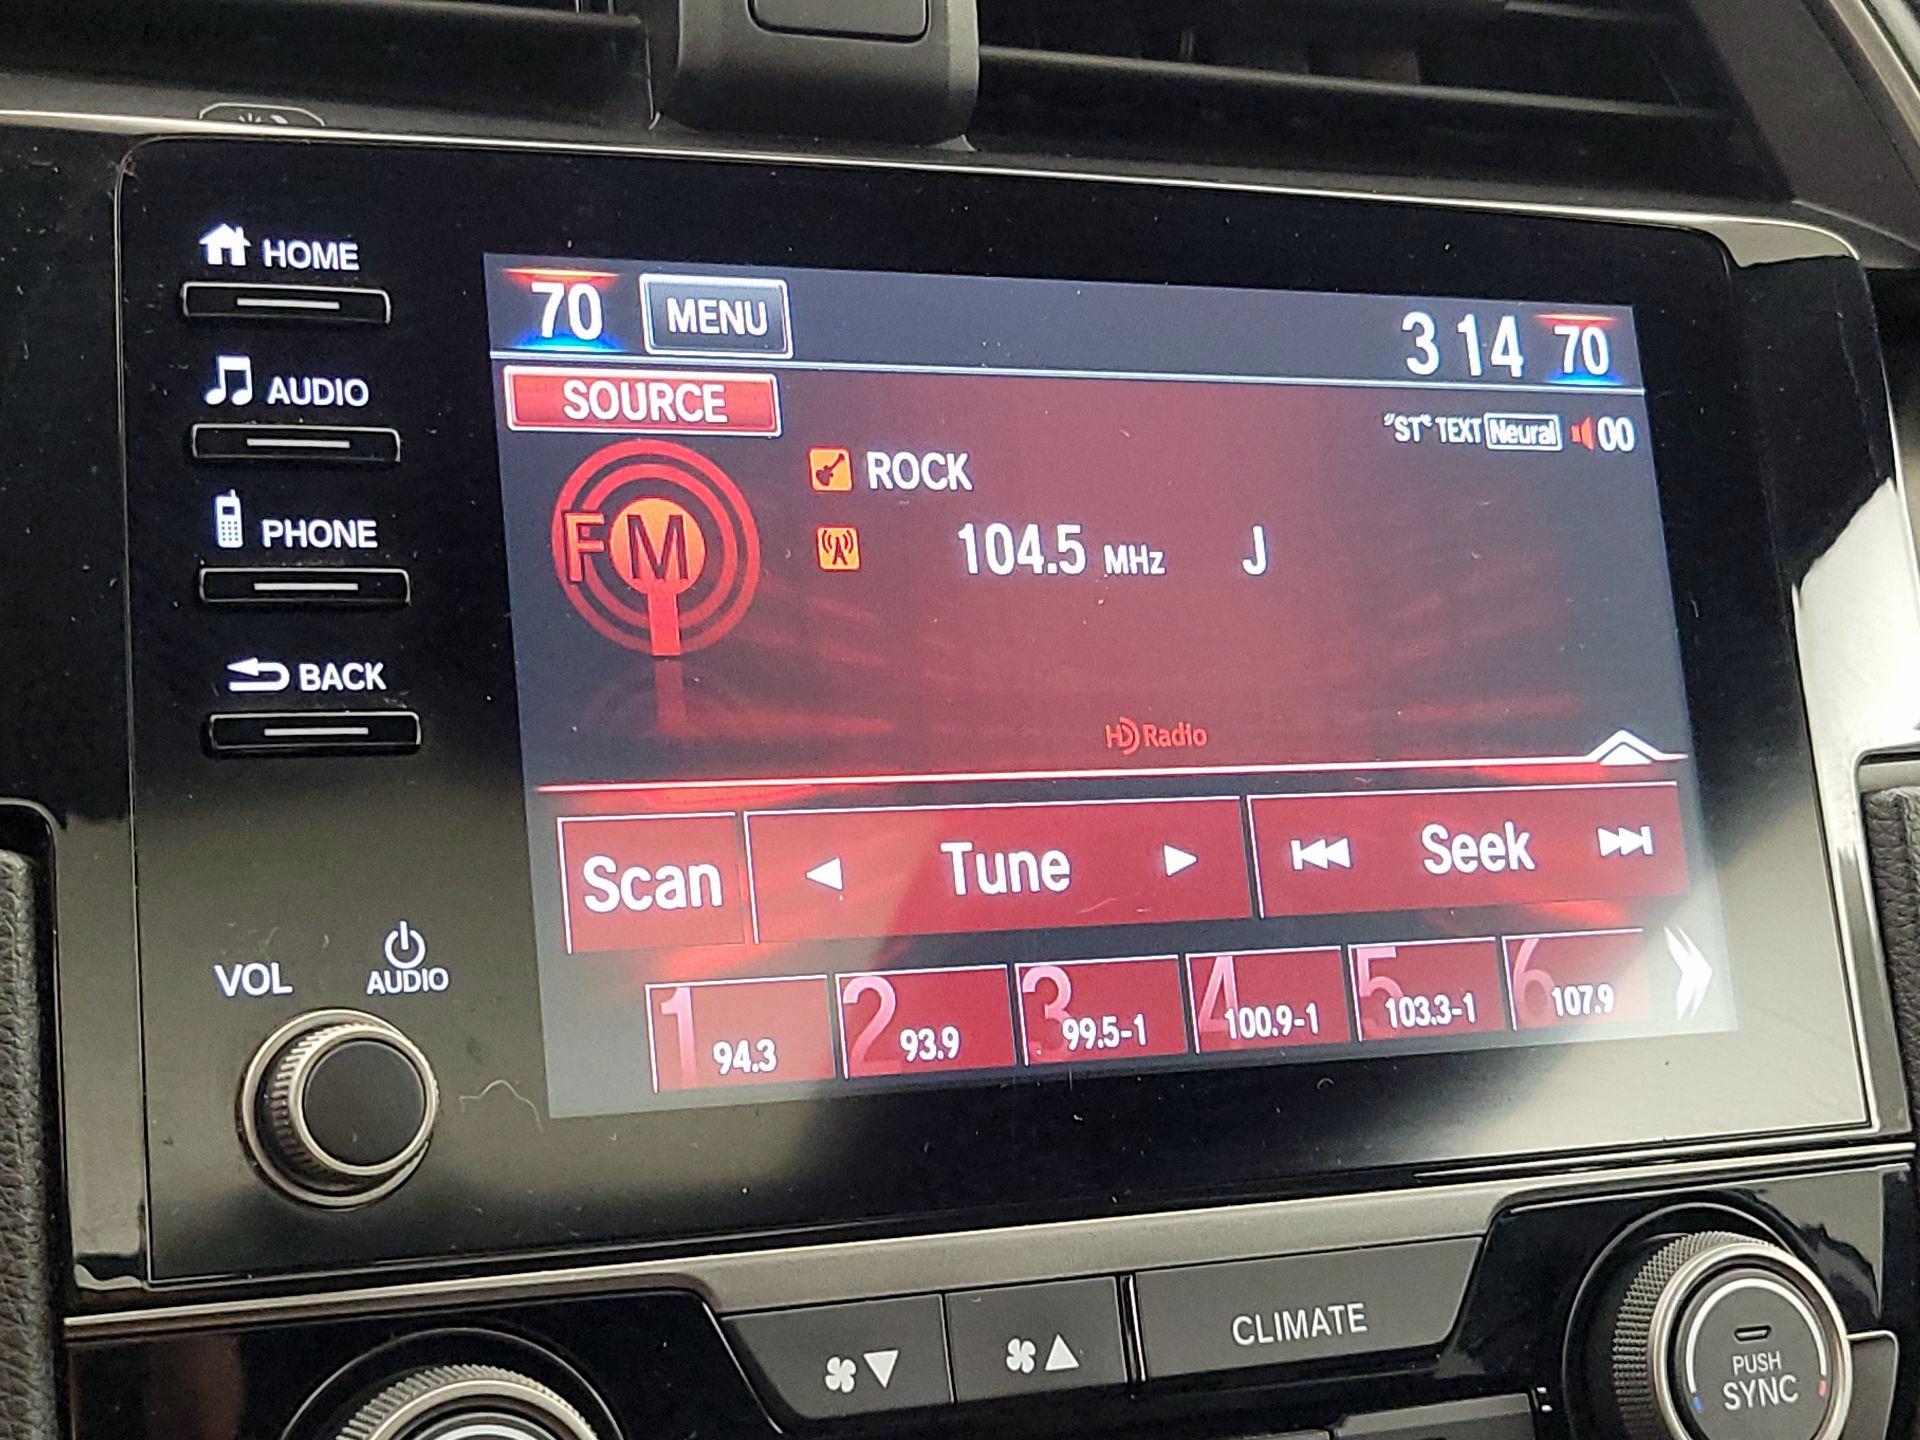 HOME
70 MENU 3 14 70
AUDIO
SOURCE
"ST" TEXT Neural 00
ROCK
PHONE
FM
104.5 MHz J
BACK
HD Radio
Scan Tune Seek
VOL AUDIO
1 94.3
2 93.9
3 99.5-1
4 100.9-1
5 103.3-1
6 107.9
CLIMATE
PUSH
SYNC